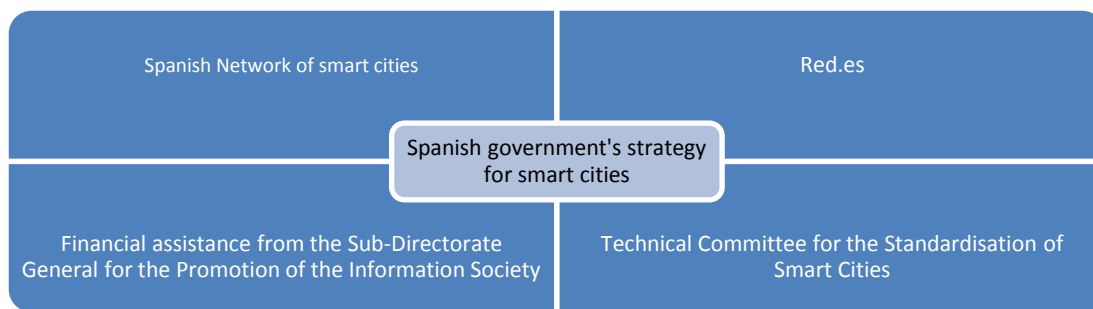 Spanish Network of smart cities
Red.es
Spanish government's strategy
for smart cities
Financial assistance from the Sub-Directorate
General for the Promotion of the Information Society
Technical Committee for the Standardisation of
Smart Cities